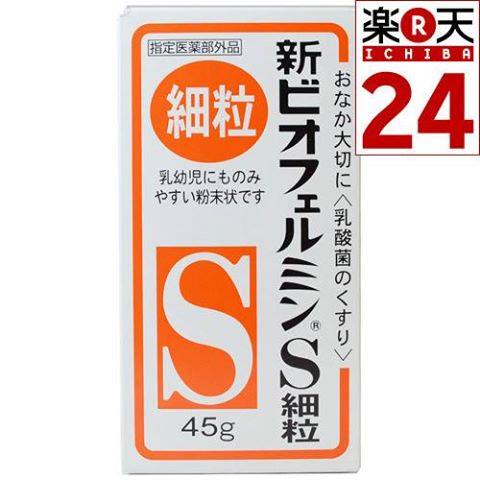 指定医薬部外品
細粒
乳幼児にものみ
やすい粉末状です
S
45g
新ビオフェルミン®S細粒
おなか大切に〈乳酸菌のくすり〉
楽R天
ICHIBA
24